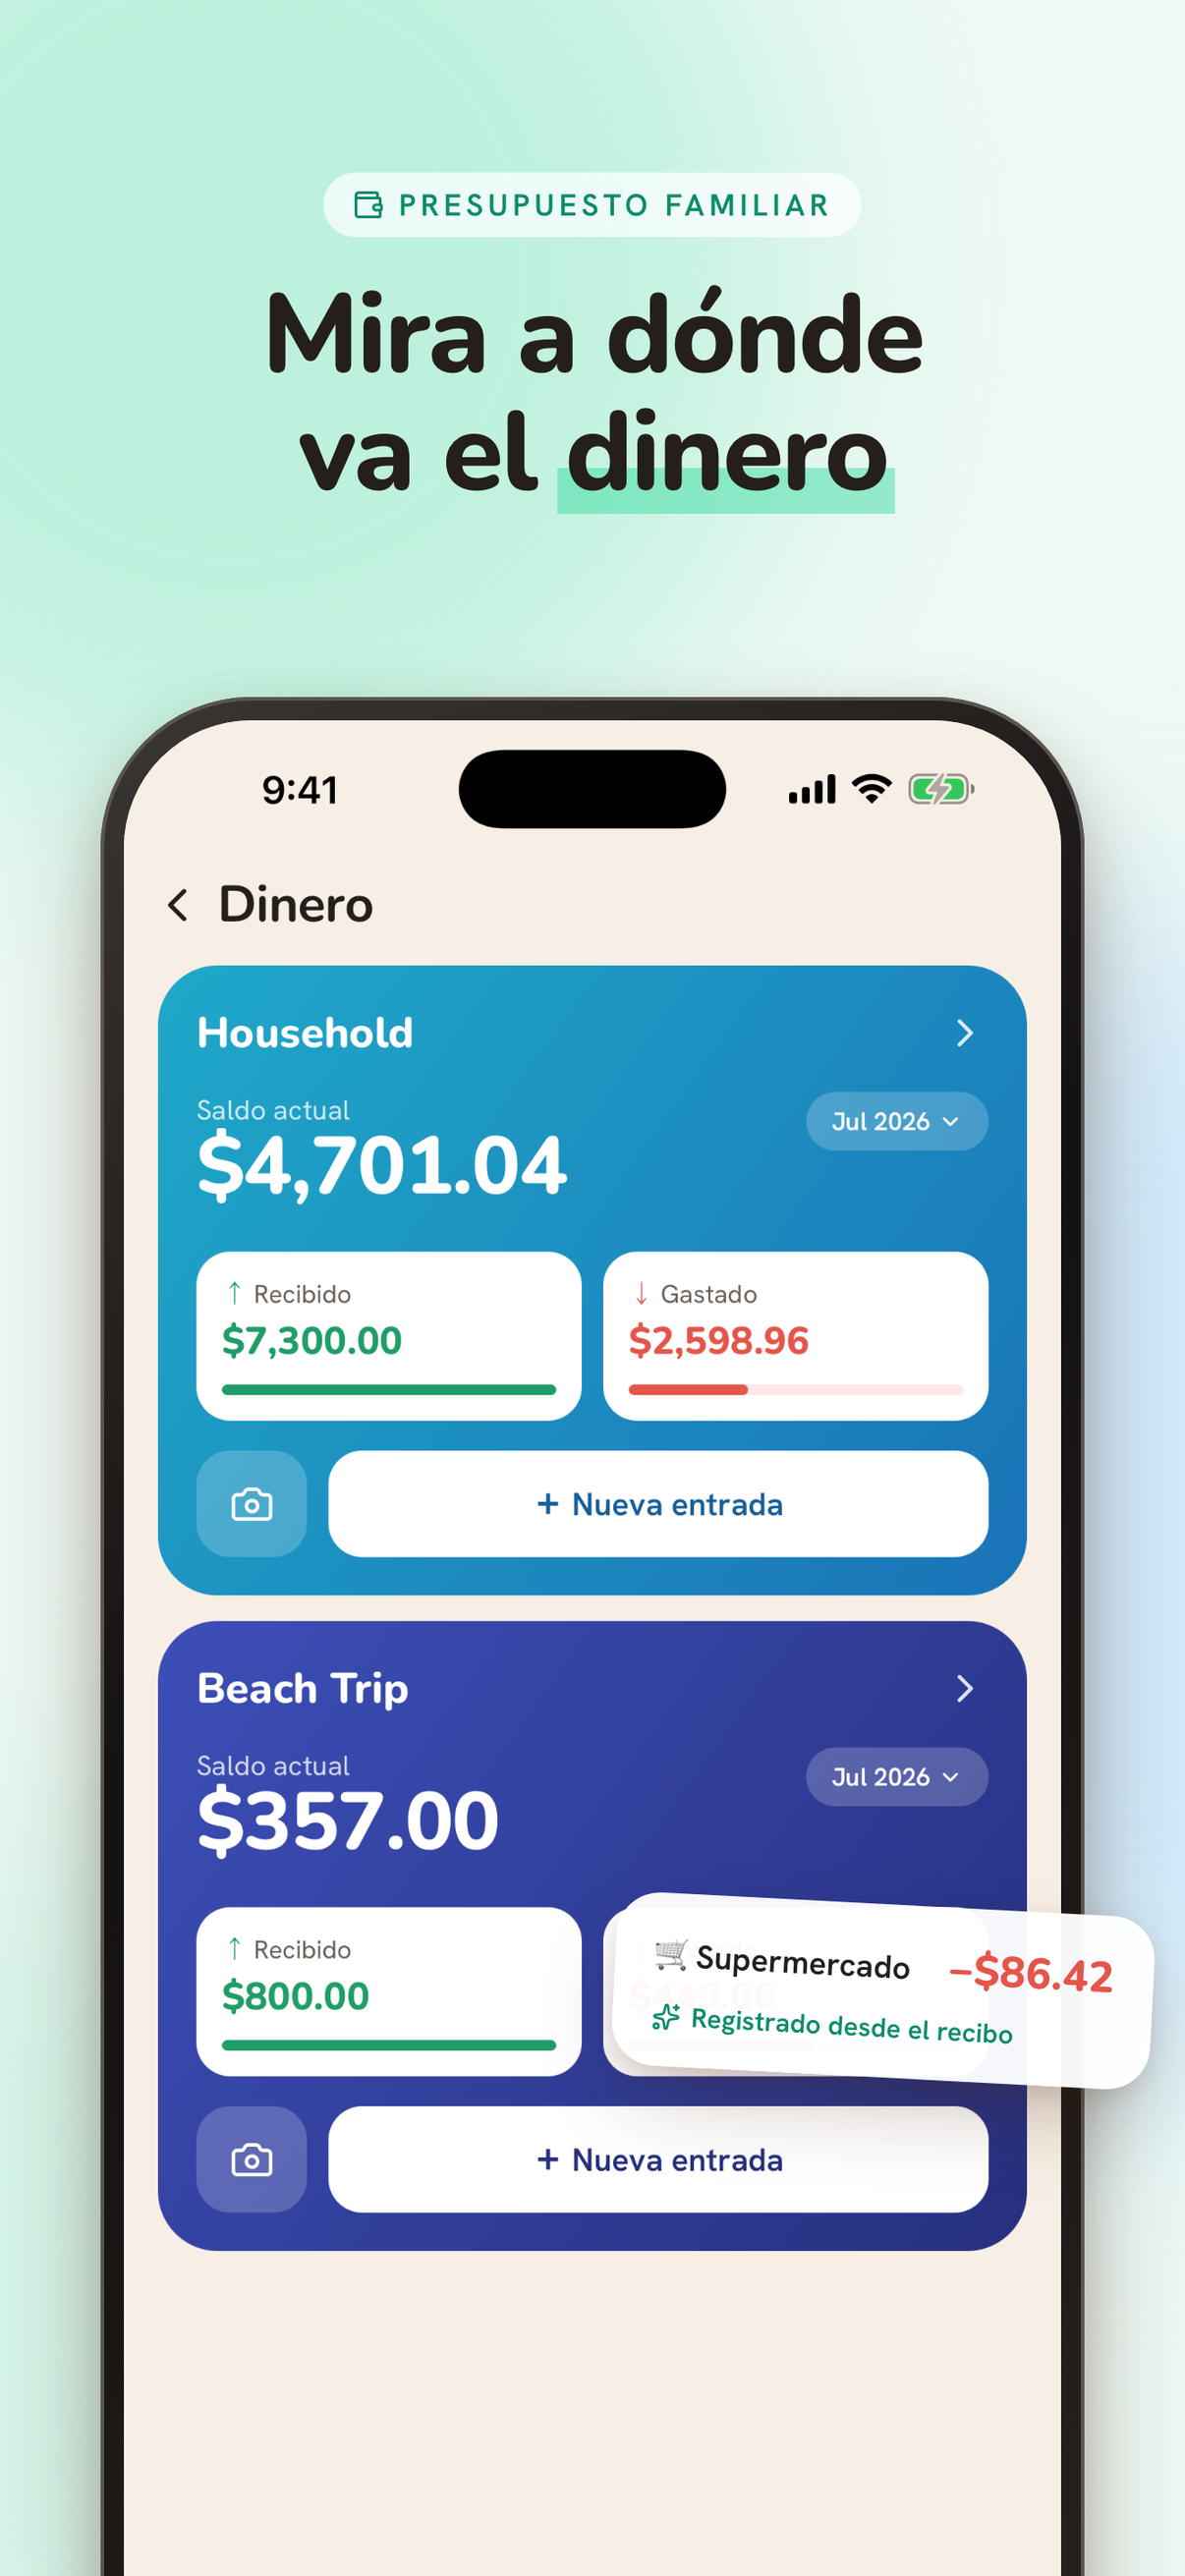 PRESUPUESTO FAMILIAR
Mira a dónde
va el dinero
9:41
Dinero
Household
Saldo actual
$4,701.04
Jul 2026
↑ Recibido
$7,300.00
↓ Gastado
$2,598.96
+ Nueva entrada
Beach Trip
Saldo actual
$357.00
Jul 2026
↑ Recibido
$800.00
$443.00
Supermercado −$86.42
Registrado desde el recibo
+ Nueva entrada